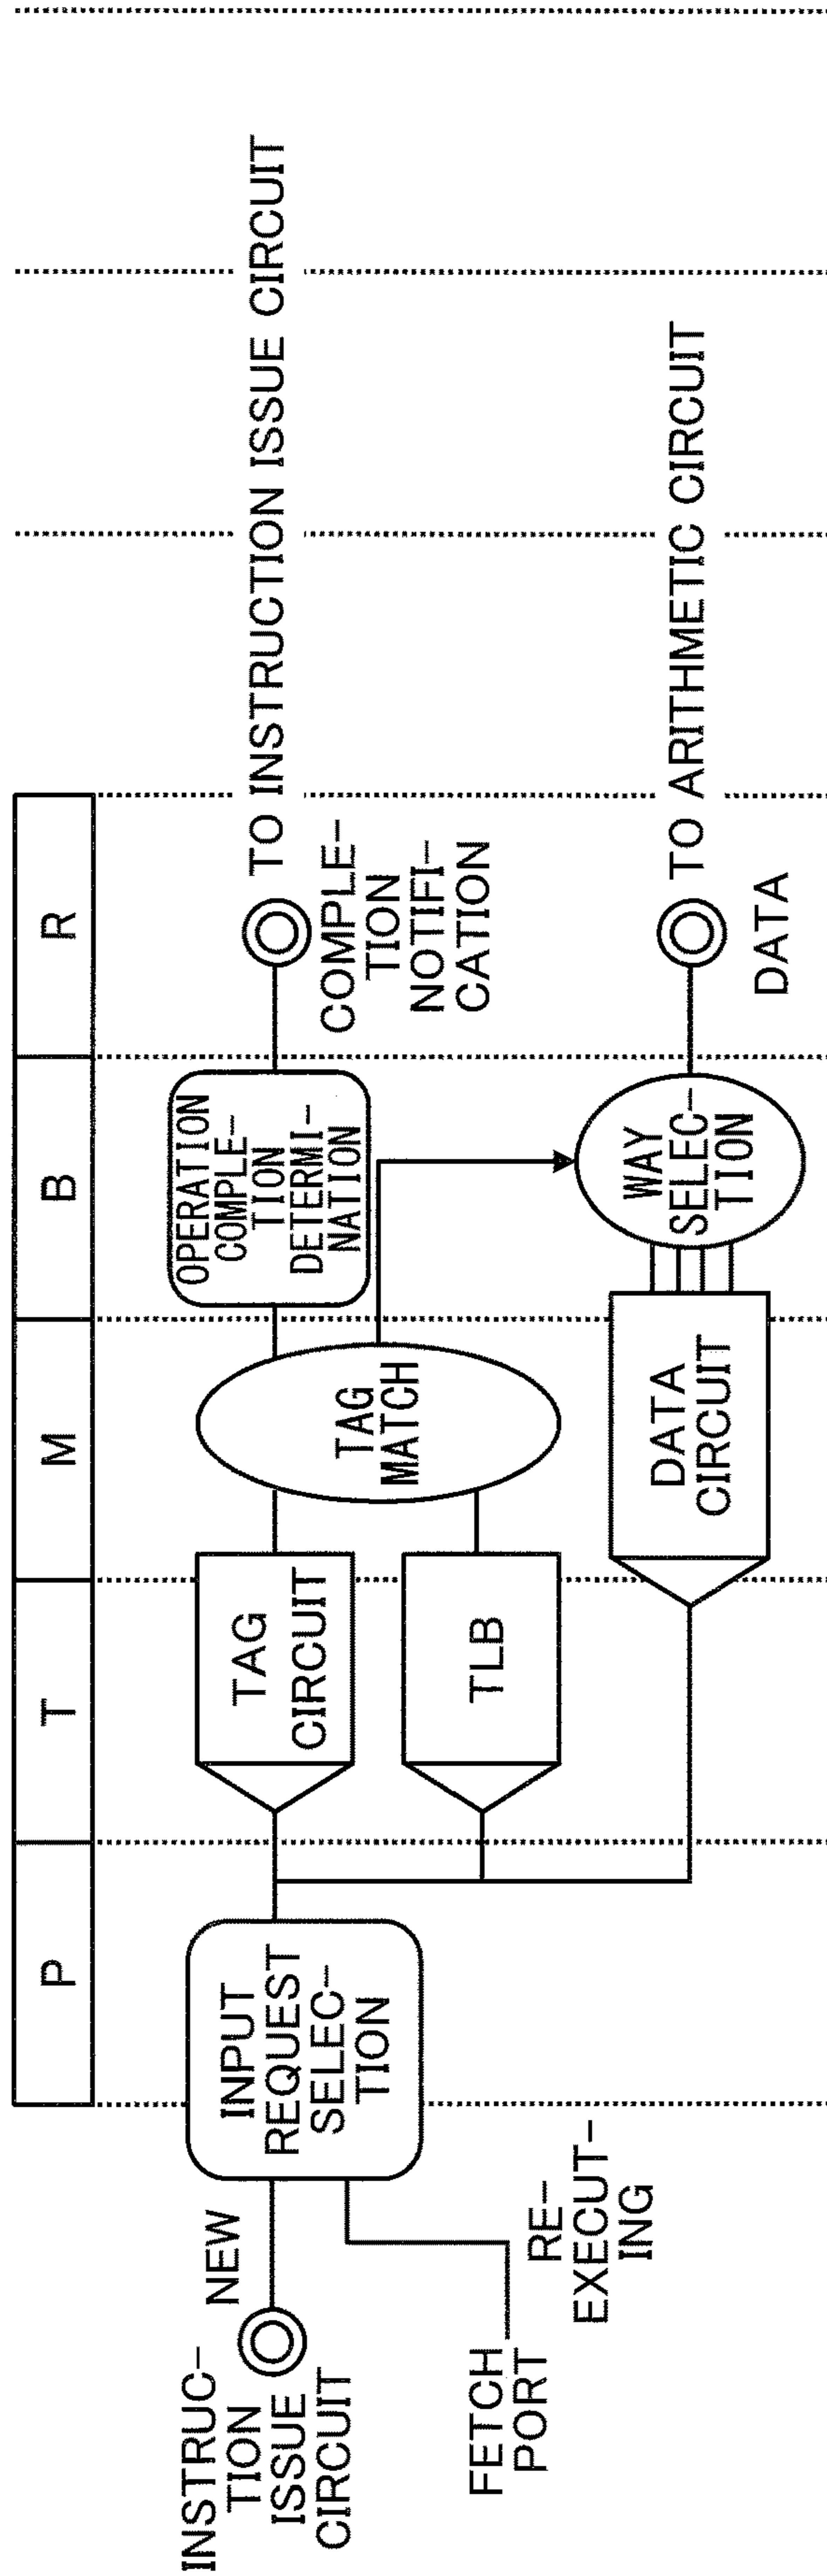 P
T
M
B
R
INSTRUC-
TION
ISSUE
CIRCUIT
NEW
FETCH
PORT
RE-
EXECUT-
ING
INPUT
REQUEST
SELEC-
TION
TAG
CIRCUIT
TLB
TAG
MATCH
DATA
CIRCUIT
OPERATION
COMPLE-
TION
DETERMI-
NATION
WAY
SELEC-
TION
TO INSTRUCTION ISSUE CIRCUIT
COMPLE-
TION
NOTIFI-
CATION
TO ARITHMETIC CIRCUIT
DATA